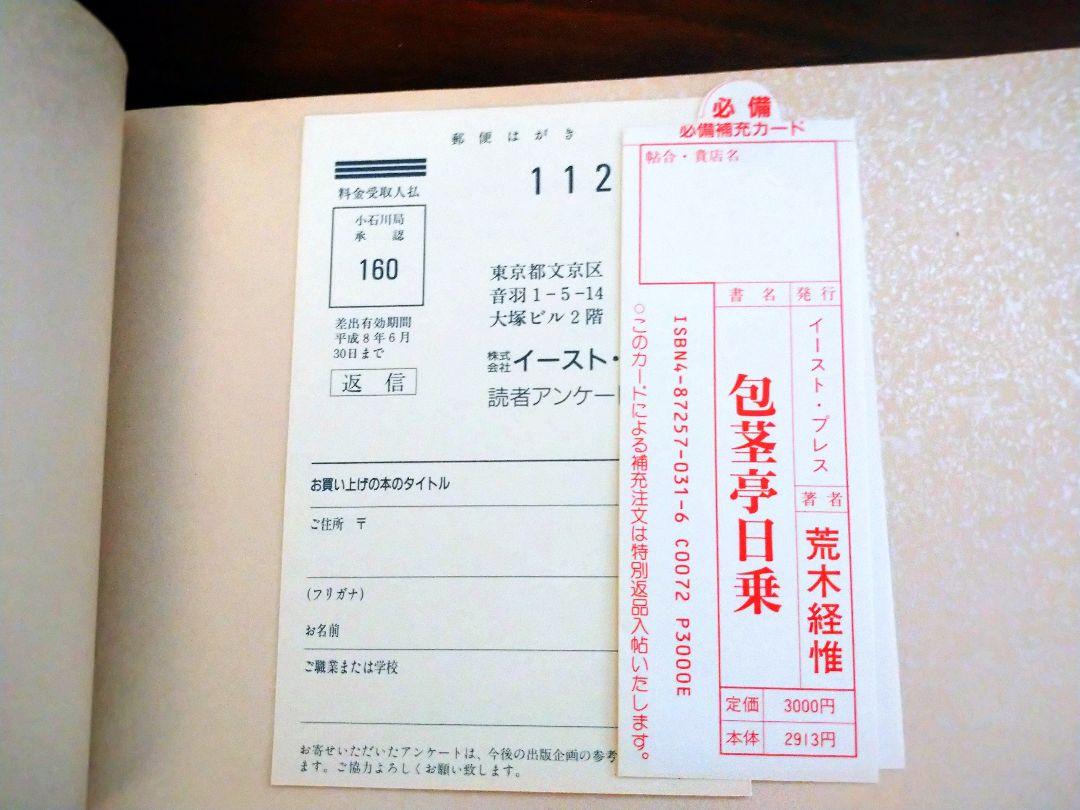 郵便はがき
112
料金受取人払
小石川局
承認
160
差出有効期間
平成8年6月
30日まで
返信
東京都文京区
音羽1-5-14
大塚ビル2階
株式会社イースト・
読者アンケート
お買い上げの本のタイトル
ご住所 〒
(フリガナ)
お名前
ご職業または学校
お寄せいただいたアンケートは、今後の出版企画の参考
ます。ご協力よろしくお願い致します。
必備
必備補充カード
帖合・貴店名
発行
イースト・プレス
著者
荒木経惟
書名
包茎亭日乗
定価 3000円
本体 2913円
ISBN4-87257-031-6 C0072 P3000E
○このカードによる補充注文は特別返品入帖いたします。